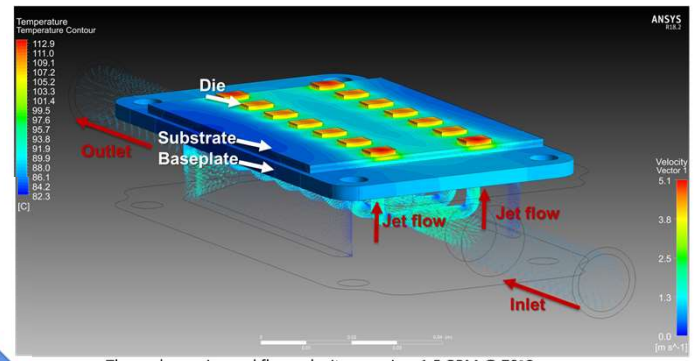 Temperature
Temperature Contour
112.9
111.0
109.1
107.2
105.2
103.3
101.4
99.5
97.6
95.7
93.8
91.9
89.9
88.0
86.1
84.2
82.3
[C]
ANSYS
R18.2
Die
Substrate
Baseplate
Outlet
Jet flow
Jet flow
Inlet
Velocity
Vector 1
5.1
3.8
2.5
1.3
0.0
[m s^-1]